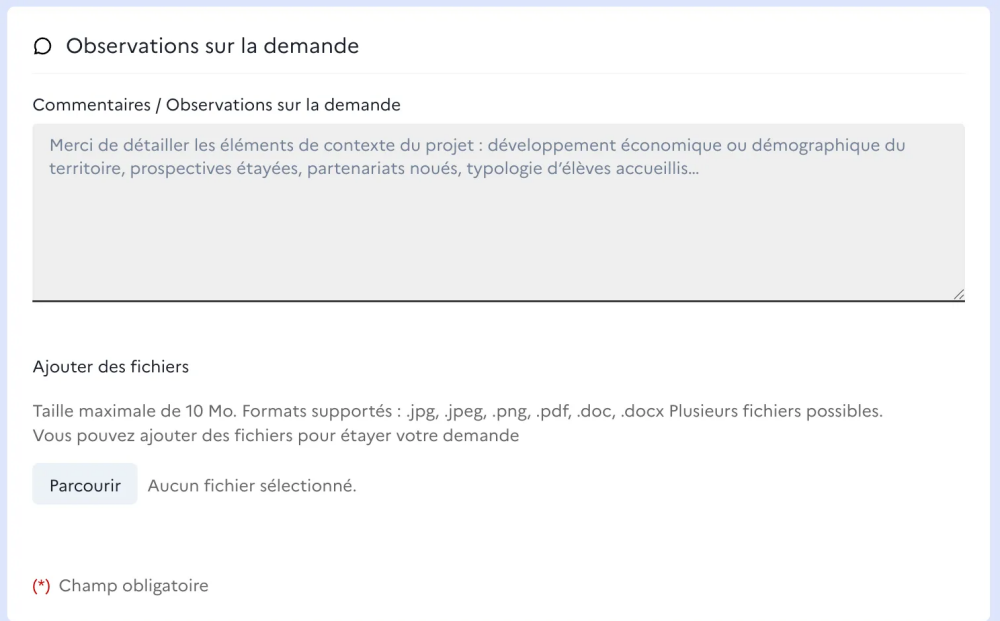 Observations sur la demande
Commentaires / Observations sur la demande
Merci de détailler les éléments de contexte du projet : développement économique ou démographique du
territoire, prospectives étayées, partenariats noués, typologie d’élèves accueillis…
Ajouter des fichiers
Taille maximale de 10 Mo. Formats supportés : .jpg, .jpeg, .png, .pdf, .doc, .docx Plusieurs fichiers possibles.
Vous pouvez ajouter des fichiers pour étayer votre demande
Parcourir Aucun fichier sélectionné.
(*) Champ obligatoire